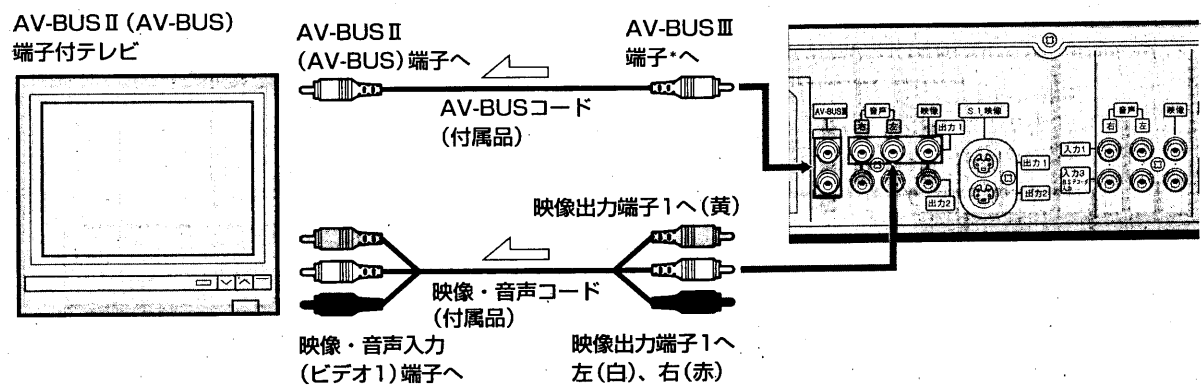 AV-BUSⅡ(AV-BUS)
端子付テレビ
AV-BUSⅡ
(AV-BUS)端子へ
AV-BUSⅢ
端子*へ
AV-BUSコード
(付属品)
映像出力端子1へ(黄)
映像・音声コード
(付属品)
映像・音声入力
(ビデオ1)端子へ
映像出力端子1へ
左(白)、右(赤)
AV-BUSⅢ
音声
右
左
映像
S1映像
出力1
出力2
出力1
出力2
音声
右
左
映像
入力1
入力3